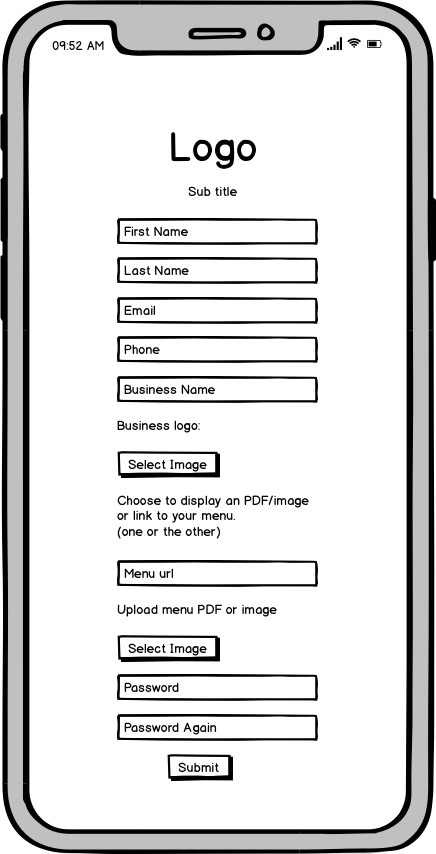 09:52 AM
Logo
Sub title
First Name
Last Name
Email
Phone
Business Name
Business logo:
Select Image
Choose to display an PDF/image
or link to your menu.
(one or the other)
Menu url
Upload menu PDF or image
Select Image
Password
Password Again
Submit